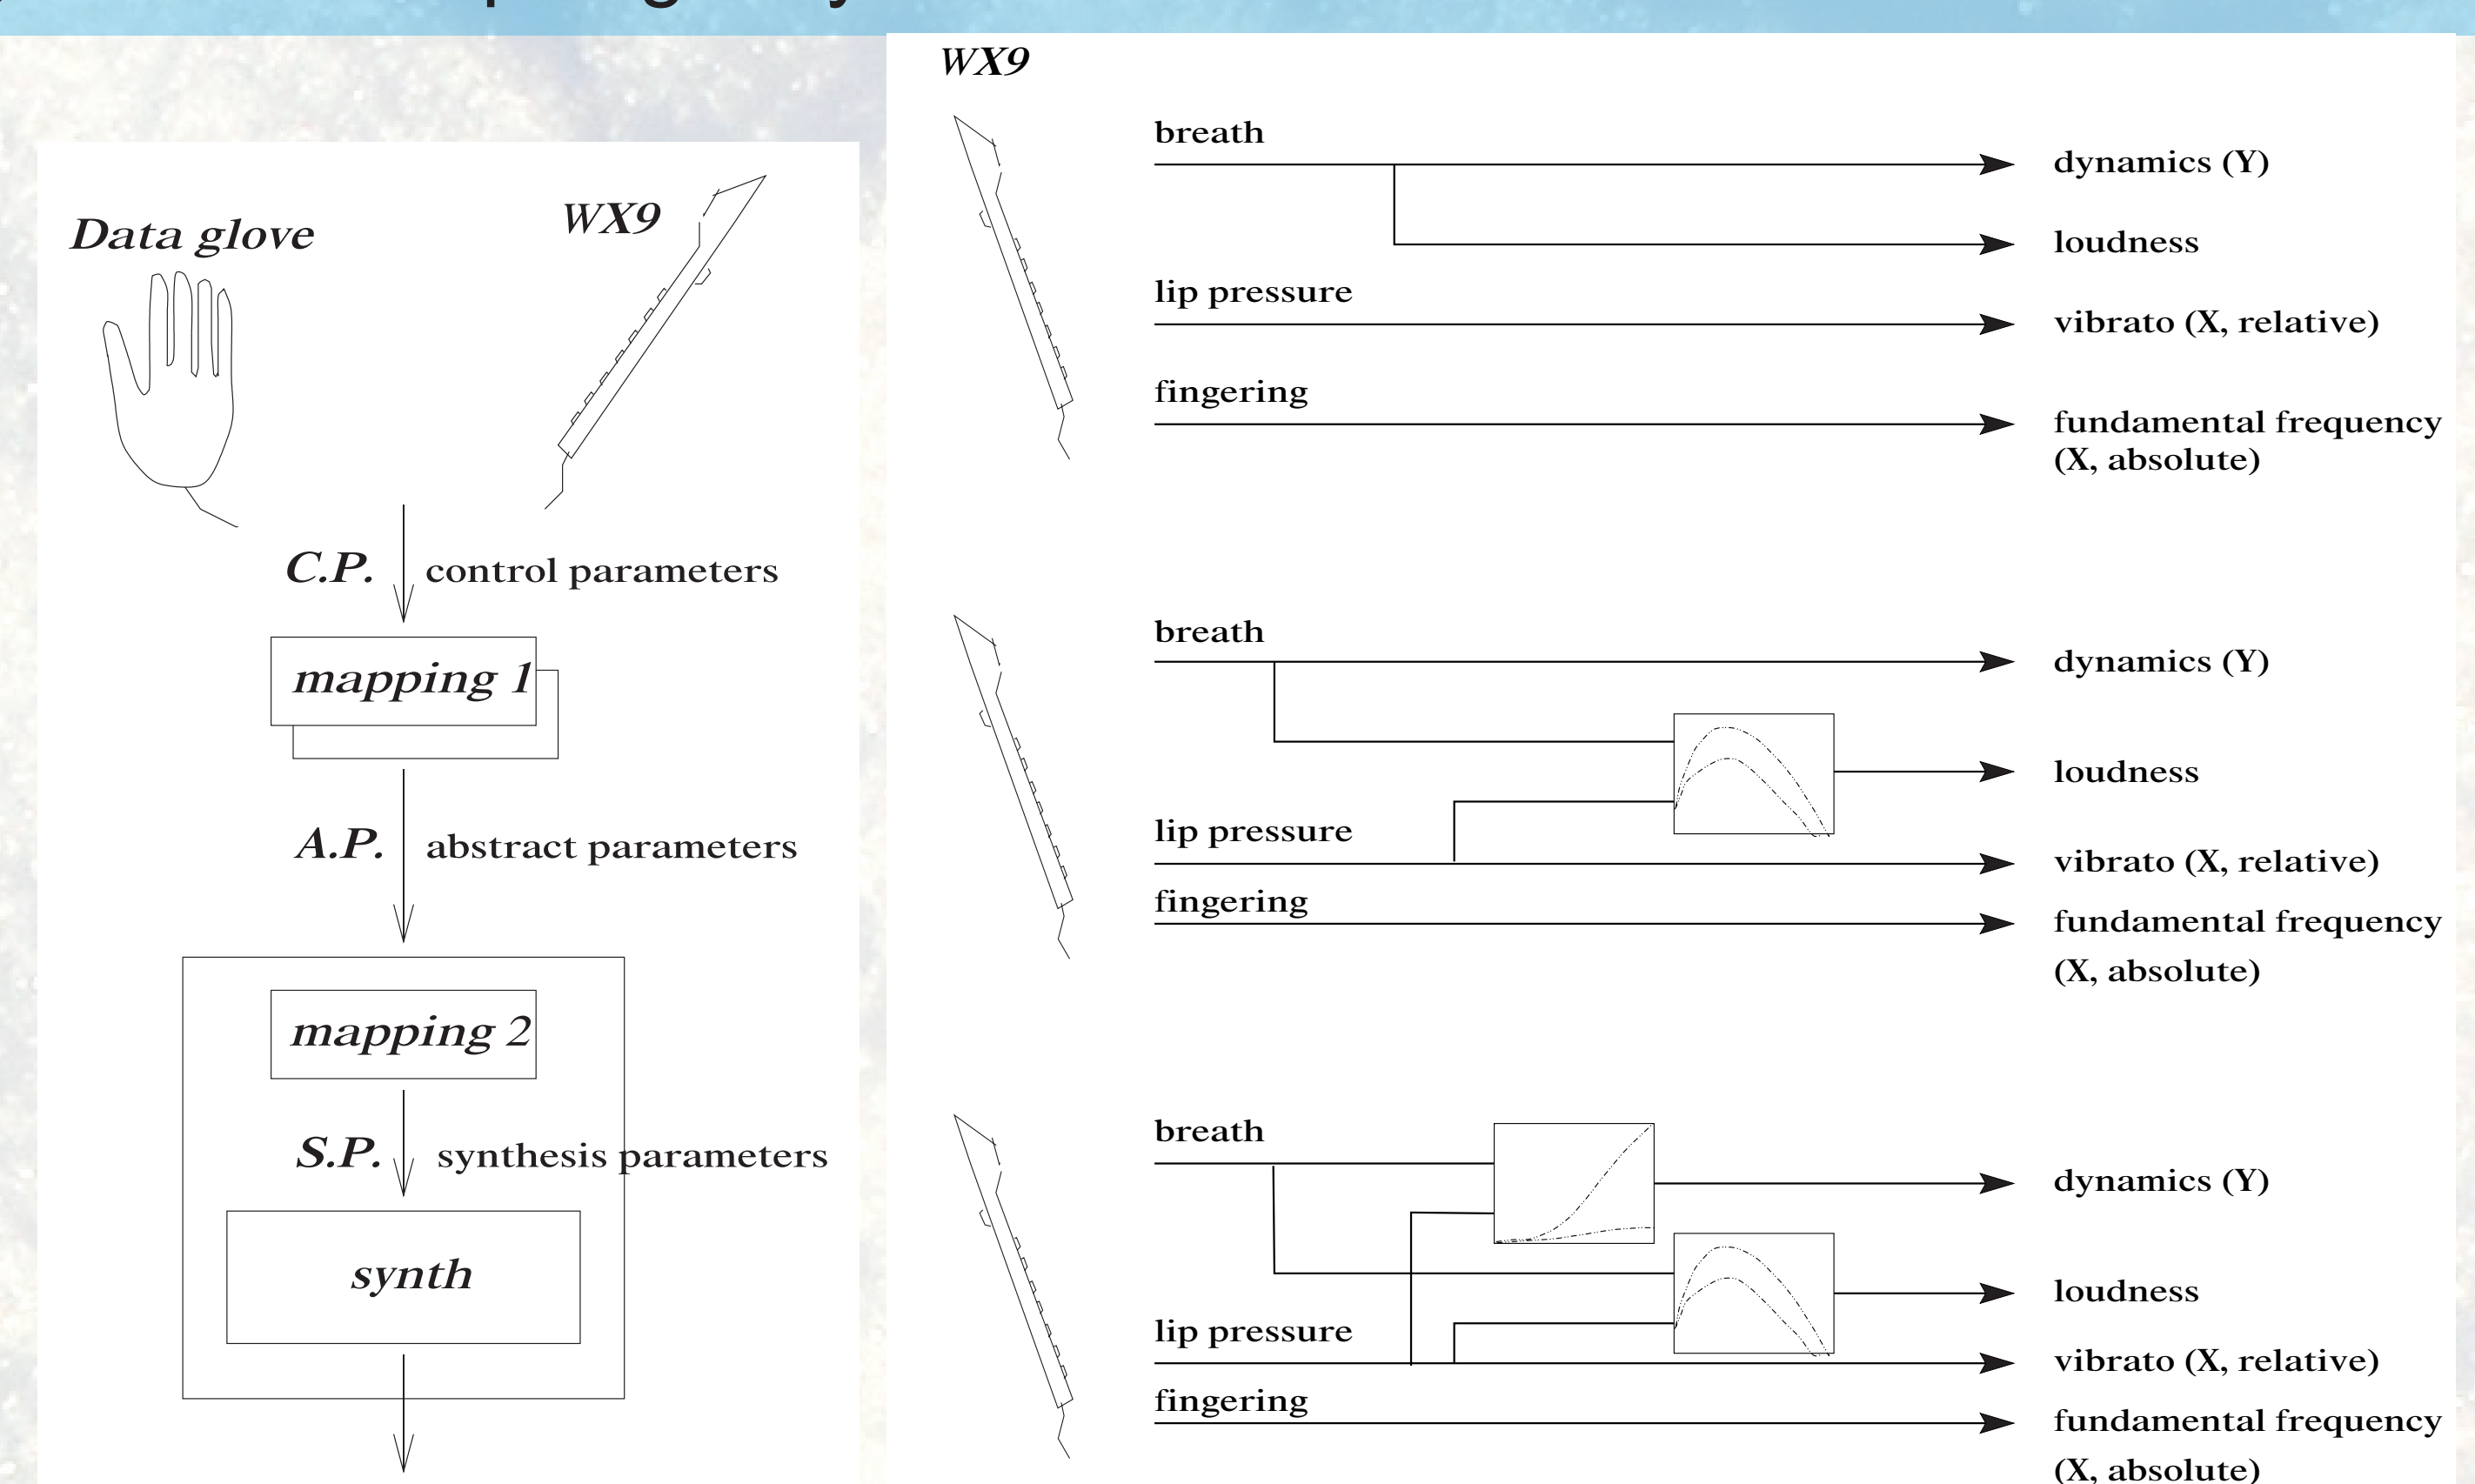 Data glove
WX9
C.P. control parameters
mapping 1
A.P. abstract parameters
mapping 2
S.P. synthesis parameters
synth
WX9
breath
dynamics (Y)
loudness
lip pressure
vibrato (X, relative)
fingering
fundamental frequency
(X, absolute)
breath
dynamics (Y)
loudness
lip pressure
vibrato (X, relative)
fingering
fundamental frequency
(X, absolute)
breath
dynamics (Y)
loudness
lip pressure
vibrato (X, relative)
fingering
fundamental frequency
(X, absolute)